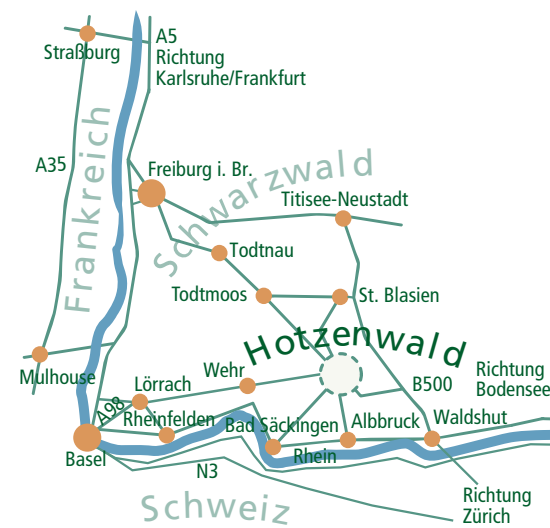 A5
Richtung
Karlsruhe/Frankfurt
Straßburg
Frankreich
A35
Freiburg i. Br.
Schwarzwald
Titisee-Neustadt
Todtnau
Todtmoos
St. Blasien
Hotzenwald
Mulhouse
Lörrach
Wehr
B500
Richtung
Bodensee
A98
Rheinfelden
Bad Säckingen
Albbruck
Waldshut
Basel
Rhein
N3
Schweiz
Richtung
Zürich